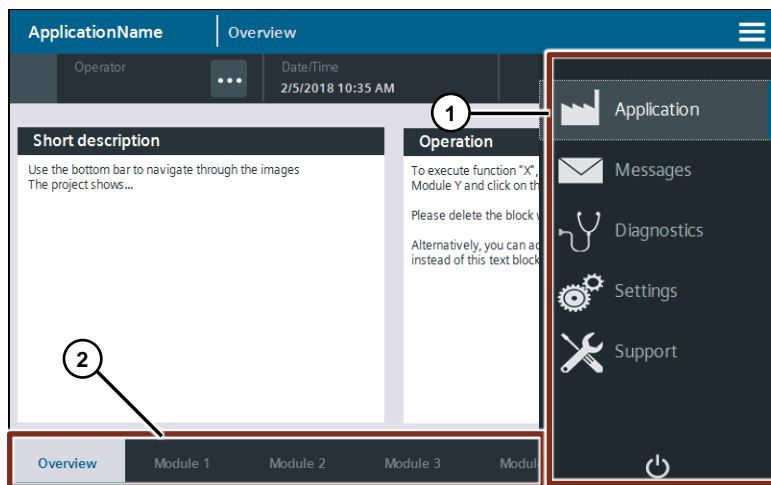 ApplicationName
Overview
Operator
Date/Time
2/5/2018 10:35 AM
1
Application
Messages
Diagnostics
Settings
Support
Short description
Use the bottom bar to navigate through the images
The project shows...
Operation
To execute function "X",
Module Y and click on th
Please delete the block
Alternatively, you can ad
instead of this text block
2
Overview
Module 1
Module 2
Module 3
Modul